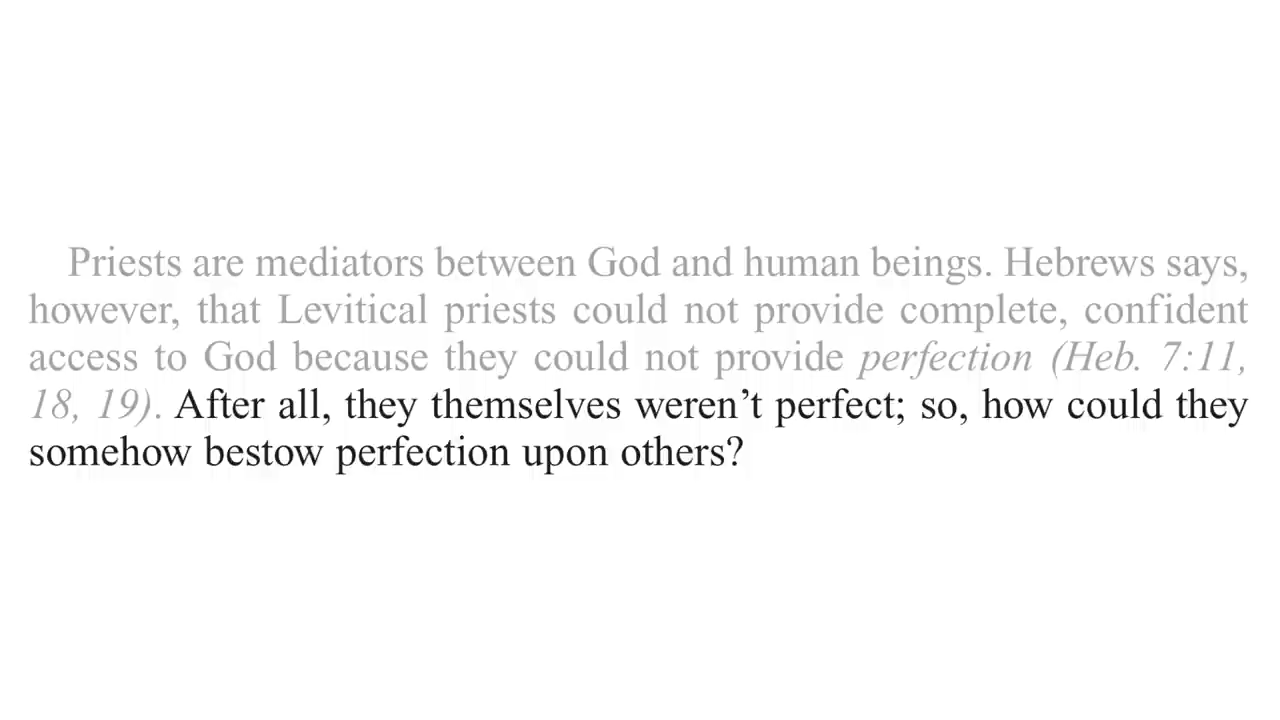 Priests are mediators between God and human beings. Hebrews says,
however, that Levitical priests could not provide complete, confident
access to God because they could not provide perfection (Heb. 7:11,
18, 19). After all, they themselves weren’t perfect; so, how could they
somehow bestow perfection upon others?